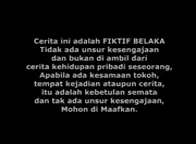 Cerita ini adalah FIKTIF BELAKA
Tidak ada unsur kesengajaan
dan bukan di ambil dari
cerita kehidupan pribadi seseorang,
Apabila ada kesamaan tokoh,
tempat kejadian ataupun cerita,
itu adalah kebetulan semata
dan tak ada unsur kesengajaan,
Mohon di Maafkan.